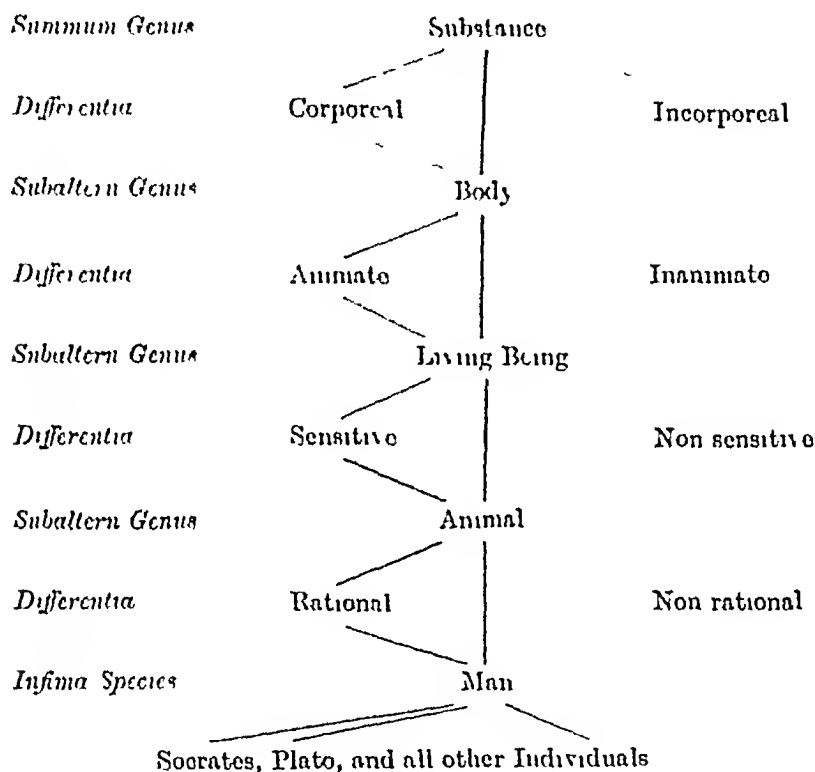 Summum Genus Substance
Differentia Corporeal Incorporeal
Subaltern Genus Body
Differentia Animate Inanimate
Subaltern Genus Living Being
Differentia Sensitive Non sensitive
Subaltern Genus Animal
Differentia Rational Non rational
Infima Species Man
Socrates, Plato, and all other Individuals